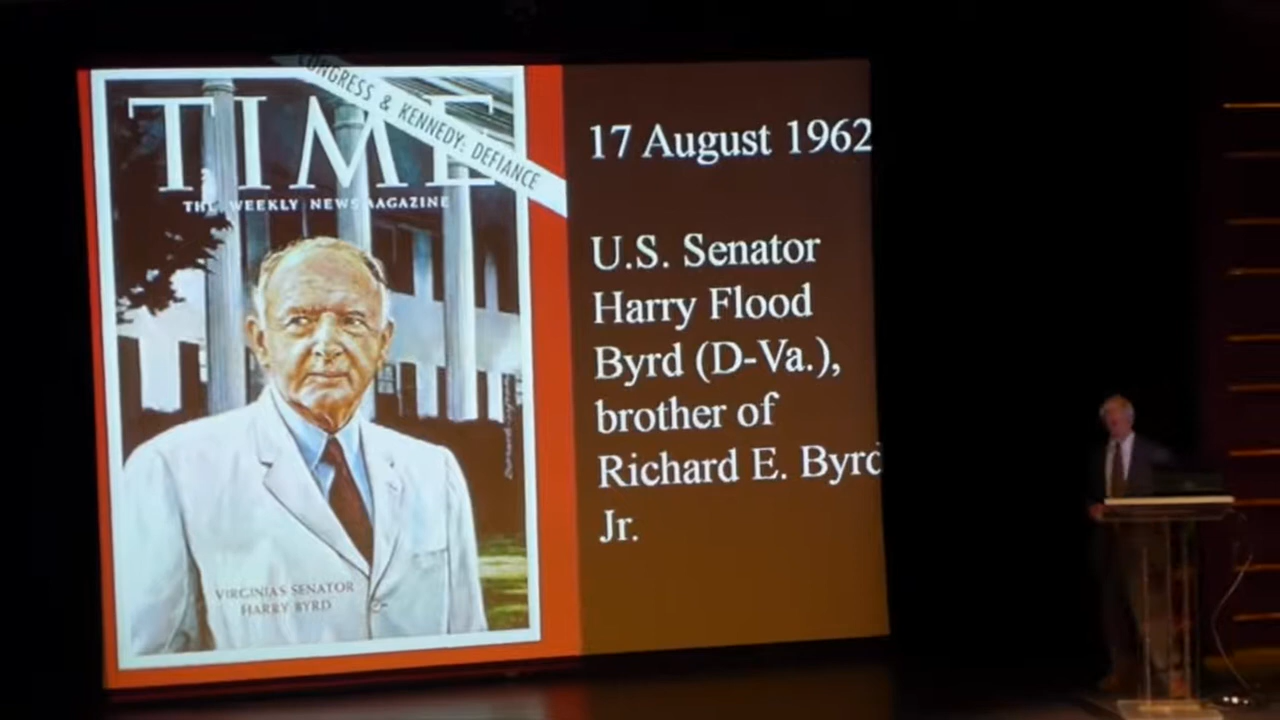 CONGRESS & KENNEDY: DEFIANCE
TIME
THE WEEKLY NEWSMAGAZINE
VIRGINIA'S SENATOR
HARRY BYRD
17 August 1962
U.S. Senator
Harry Flood
Byrd (D-Va.),
brother of
Richard E. Byrd
Jr.